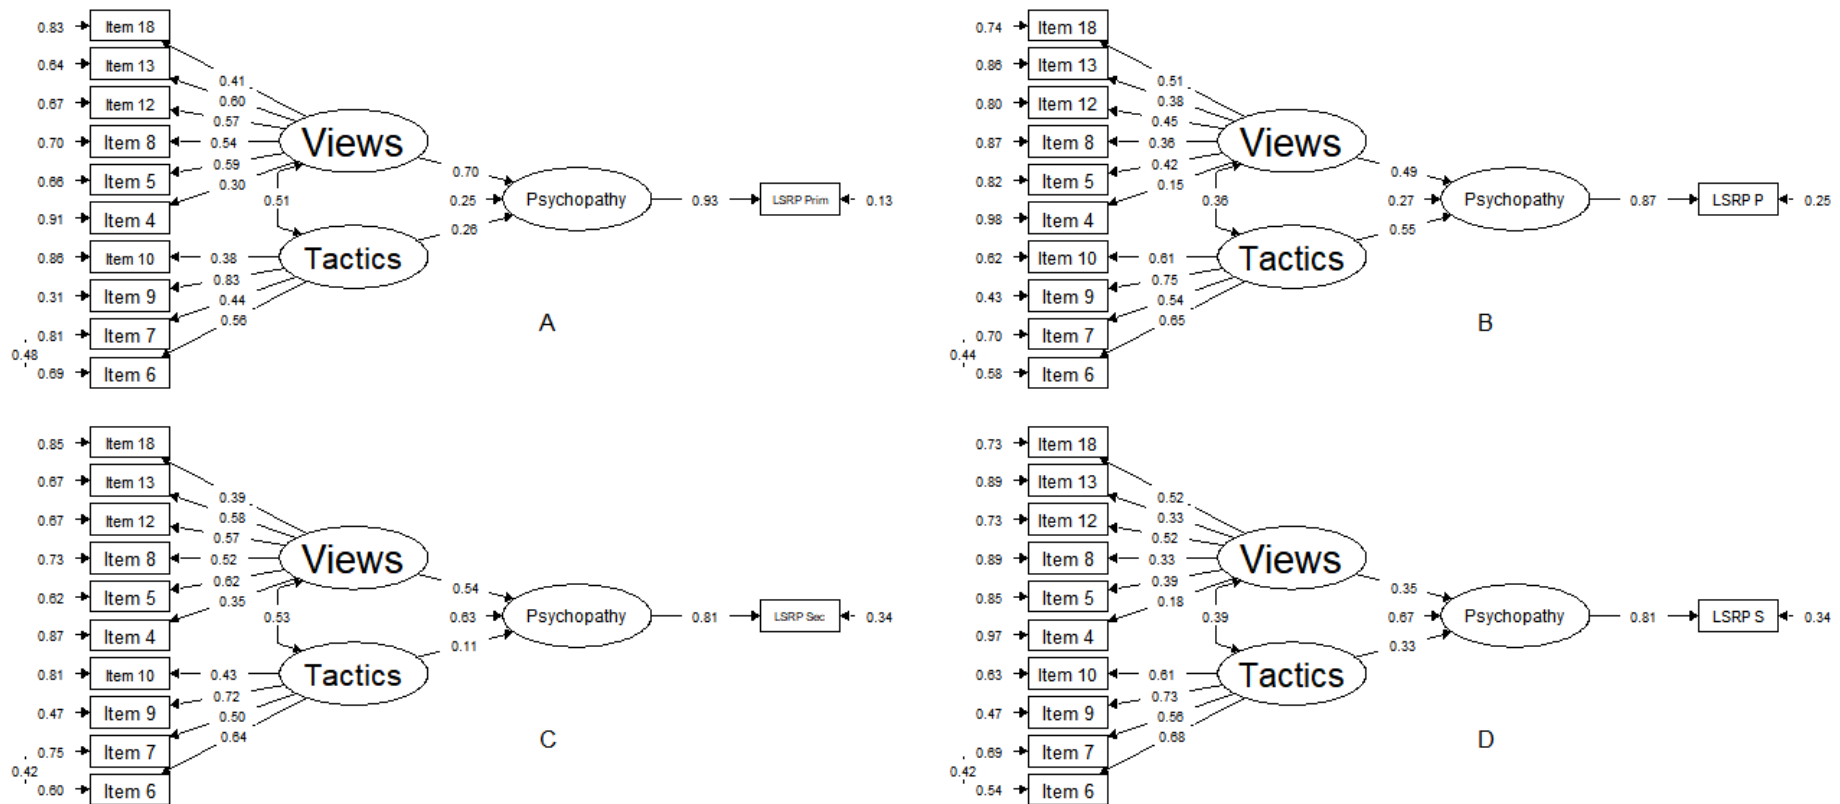 0.83 Item 18
0.64 Item 13
0.67 Item 12
0.70 Item 8
0.66 Item 5
0.91 Item 4
0.86 Item 10
0.31 Item 9
0.81 Item 7
0.48
0.69 Item 6
0.41
0.60
0.57
0.54
0.59
0.30
Views
0.51
Tactics
0.38
0.83
0.44
0.56
0.70
0.25
0.26
Psychopathy
0.93
LSRP Prim
0.13
A
0.74 Item 18
0.86 Item 13
0.80 Item 12
0.87 Item 8
0.82 Item 5
0.98 Item 4
0.62 Item 10
0.43 Item 9
0.70 Item 7
0.44
0.58 Item 6
0.51
0.38
0.45
0.36
0.42
0.15
Views
0.36
Tactics
0.61
0.75
0.54
0.65
0.49
0.27
0.55
Psychopathy
0.87
LSRP P
0.25
B
0.85 Item 18
0.67 Item 13
0.67 Item 12
0.73 Item 8
0.62 Item 5
0.87 Item 4
0.81 Item 10
0.47 Item 9
0.75 Item 7
0.42
0.60 Item 6
0.39
0.58
0.57
0.52
0.62
0.35
Views
0.53
Tactics
0.43
0.72
0.50
0.64
0.54
0.63
0.11
Psychopathy
0.81
LSRP Sec
0.34
C
0.73 Item 18
0.89 Item 13
0.73 Item 12
0.89 Item 8
0.85 Item 5
0.97 Item 4
0.63 Item 10
0.47 Item 9
0.69 Item 7
0.42
0.54 Item 6
0.52
0.33
0.52
0.33
0.39
0.18
Views
0.39
Tactics
0.61
0.73
0.56
0.68
0.35
0.67
0.33
Psychopathy
0.81
LSRP S
0.34
D